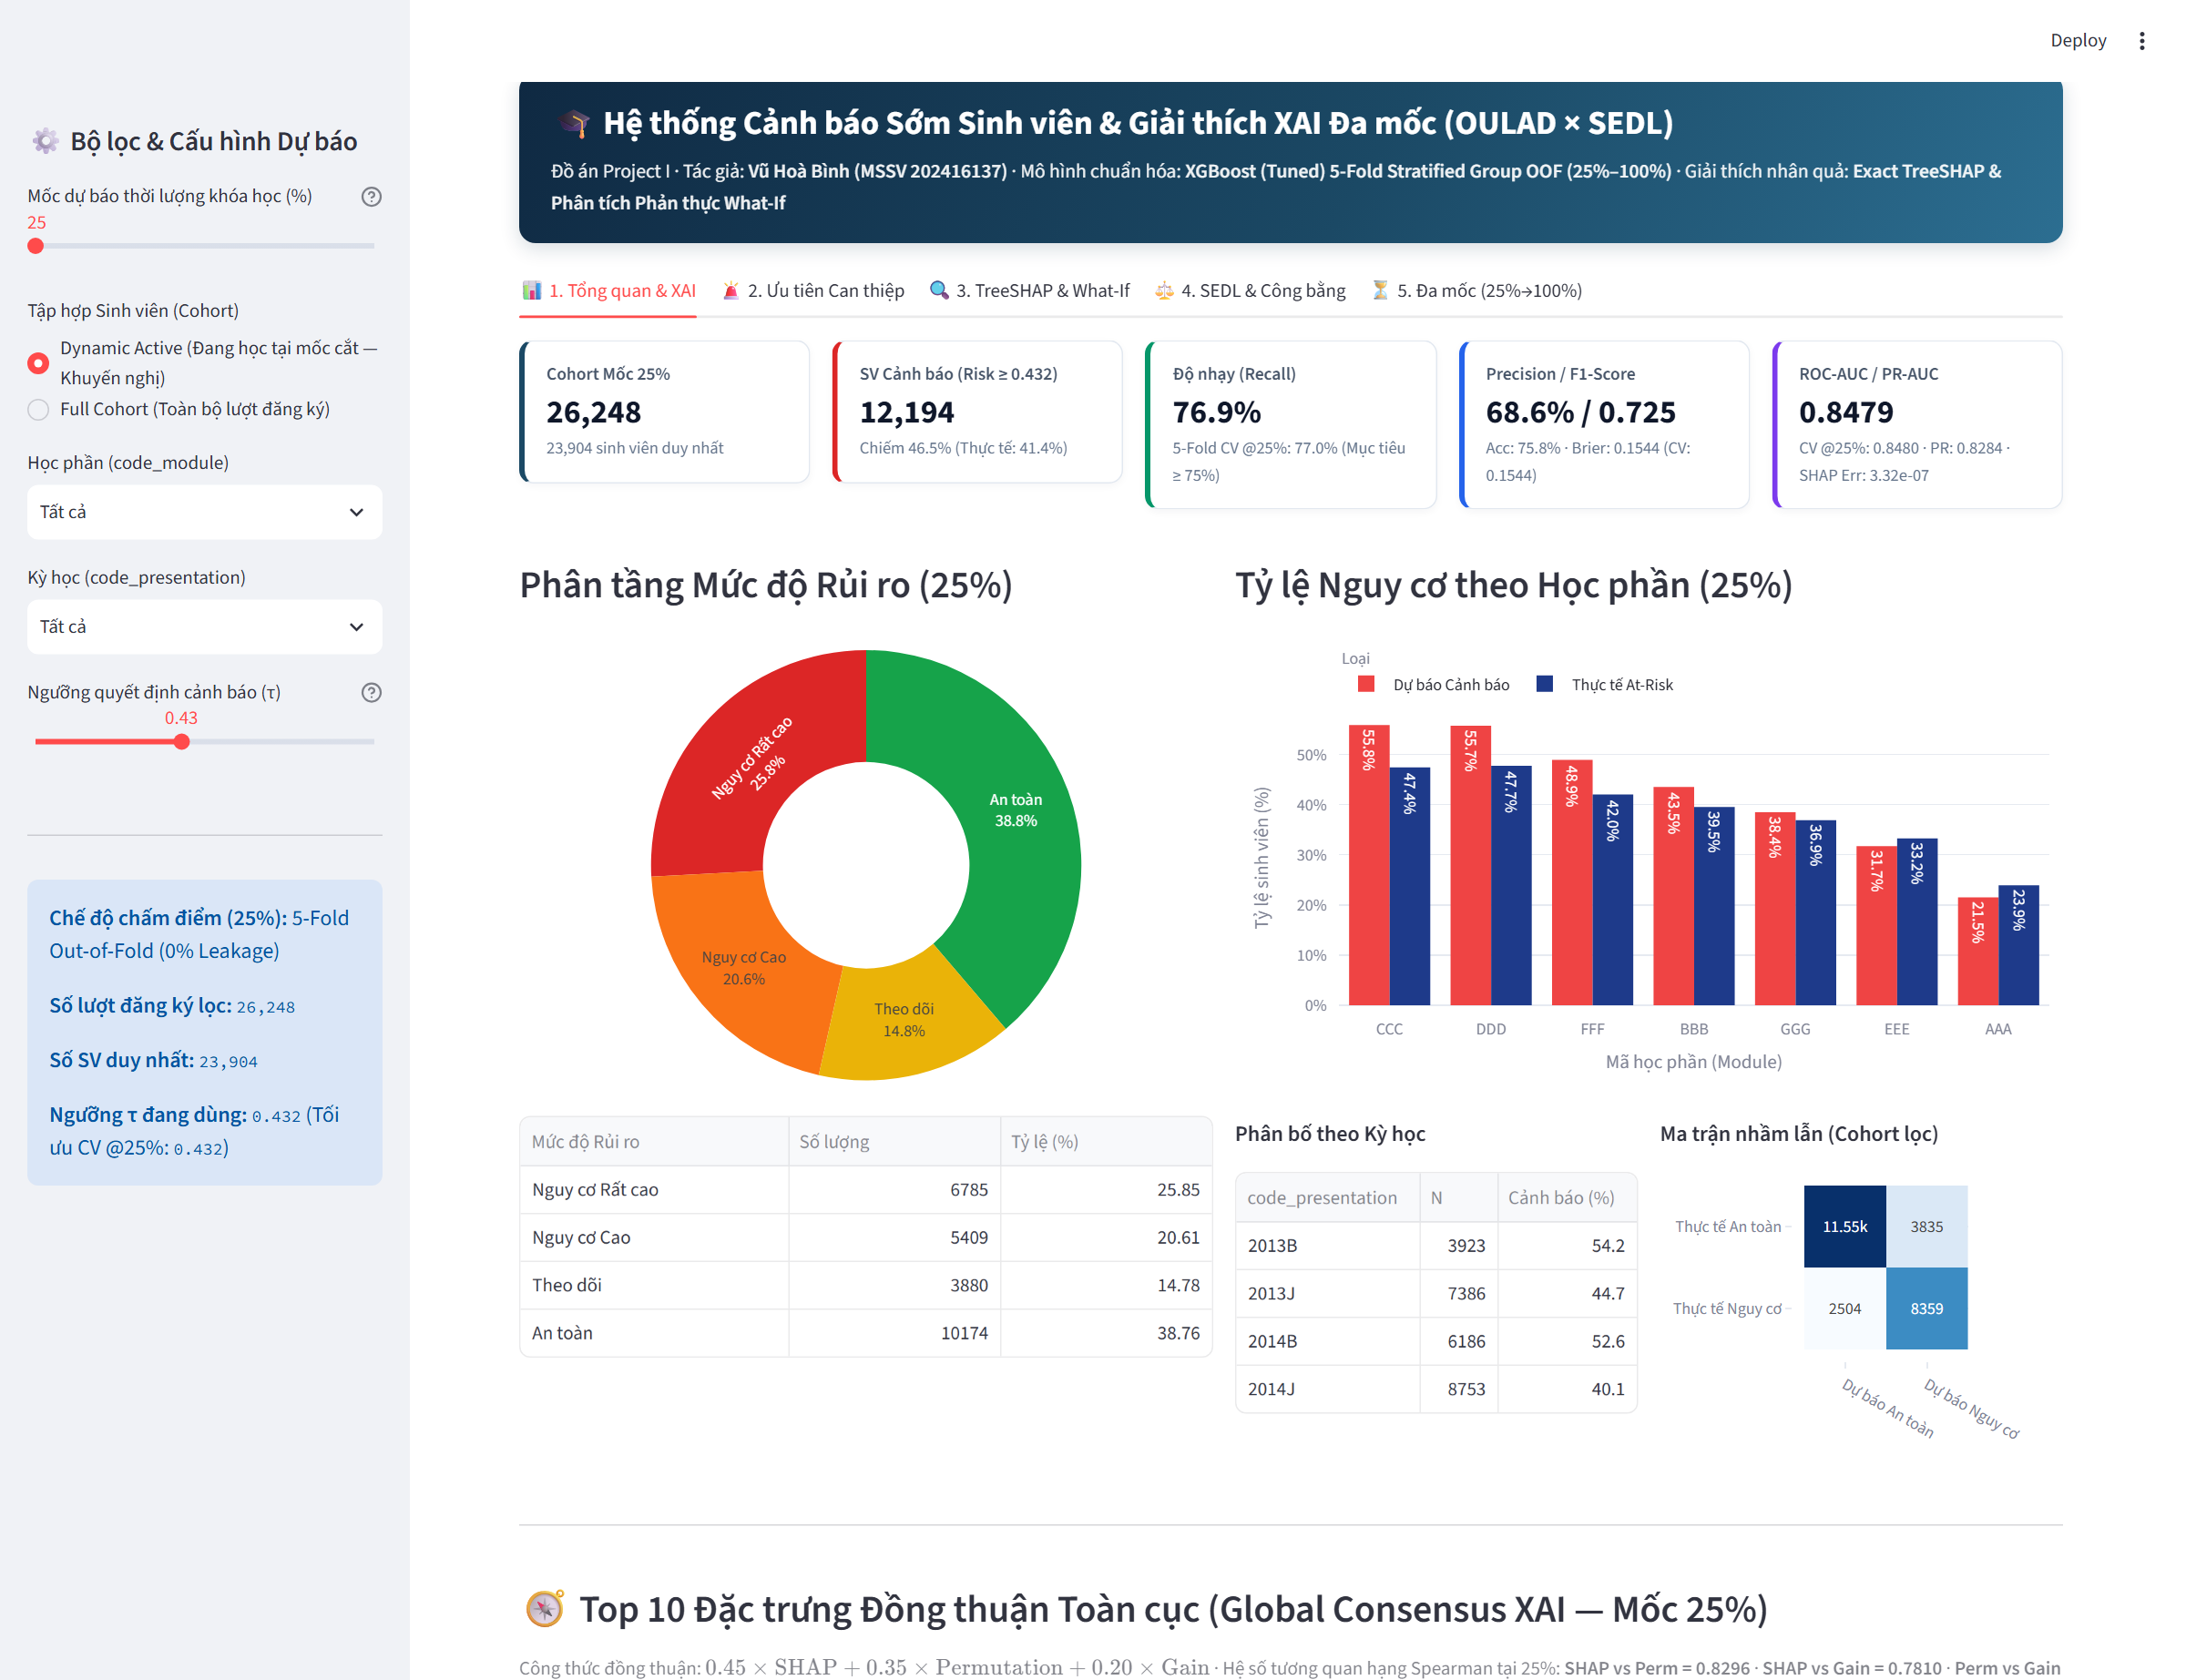 Deploy
Bộ lọc & Cấu hình Dự báo
Mốc dự báo thời lượng khóa học (%)
25
Tập hợp Sinh viên (Cohort)
Dynamic Active (Đang học tại mốc cắt —
Khuyến nghị)
Full Cohort (Toàn bộ lượt đăng ký)
Học phần (code_module)
Tất cả
Kỳ học (code_presentation)
Tất cả
Ngưỡng quyết định cảnh báo (τ)
0.43
Chế độ chấm điểm (25%): 5-Fold
Out-of-Fold (0% Leakage)
Số lượt đăng ký lọc: 26,248
Số SV duy nhất: 23,904
Ngưỡng τ đang dùng: 0.432 (Tối
ưu CV @25%: 0.432)
Hệ thống Cảnh báo Sớm Sinh viên & Giải thích XAI Đa mốc (OULAD × SEDL)
Đồ án Project I · Tác giả: Vũ Hoà Bình (MSSV 202416137) · Mô hình chuẩn hóa: XGBoost (Tuned) 5-Fold Stratified Group OOF (25%–100%) · Giải thích nhân quả: Exact TreeSHAP &
Phân tích Phản thực What-If
1. Tổng quan & XAI
2. Ưu tiên Can thiệp
3. TreeSHAP & What-If
4. SEDL & Công bằng
5. Đa mốc (25%→100%)
Cohort Mốc 25%
26,248
23,904 sinh viên duy nhất
SV Cảnh báo (Risk ≥ 0.432)
12,194
Chiếm 46.5% (Thực tế: 41.4%)
Độ nhạy (Recall)
76.9%
5-Fold CV @25%: 77.0% (Mục tiêu
≥ 75%)
Precision / F1-Score
68.6% / 0.725
Acc: 75.8% · Brier: 0.1544 (CV:
0.1544)
ROC-AUC / PR-AUC
0.8479
CV @25%: 0.8480 · PR: 0.8284 ·
SHAP Err: 3.32e-07
Phân tầng Mức độ Rủi ro (25%)
Nguy cơ Rất cao
25.8%
An toàn
38.8%
Nguy cơ Cao
20.6%
Theo dõi
14.8%
Mức độ Rủi ro Số lượng Tỷ lệ (%)
Nguy cơ Rất cao 6785 25.85
Nguy cơ Cao 5409 20.61
Theo dõi 3880 14.78
An toàn 10174 38.76
Tỷ lệ Nguy cơ theo Học phần (25%)
Loại
Dự báo Cảnh báo Thực tế At-Risk
Tỷ lệ sinh viên (%)
50%
40%
30%
20%
10%
0%
55.8% 47.4% 55.7% 47.7% 48.9% 42.0% 43.5% 39.5% 38.4% 36.9% 31.7% 33.2% 21.5% 23.9%
CCC DDD FFF BBB GGG EEE AAA
Mã học phần (Module)
Phân bố theo Kỳ học
code_presentation N Cảnh báo (%)
2013B 3923 54.2
2013J 7386 44.7
2014B 6186 52.6
2014J 8753 40.1
Ma trận nhầm lẫn (Cohort lọc)
Thực tế An toàn 11.55k 3835
Thực tế Nguy cơ 2504 8359
Dự báo An toàn Dự báo Nguy cơ
Top 10 Đặc trưng Đồng thuận Toàn cục (Global Consensus XAI — Mốc 25%)
Công thức đồng thuận: 0.45 × SHAP + 0.35 × Permutation + 0.20 × Gain · Hệ số tương quan hạng Spearman tại 25%: SHAP vs Perm = 0.8296 · SHAP vs Gain = 0.7810 · Perm vs Gain